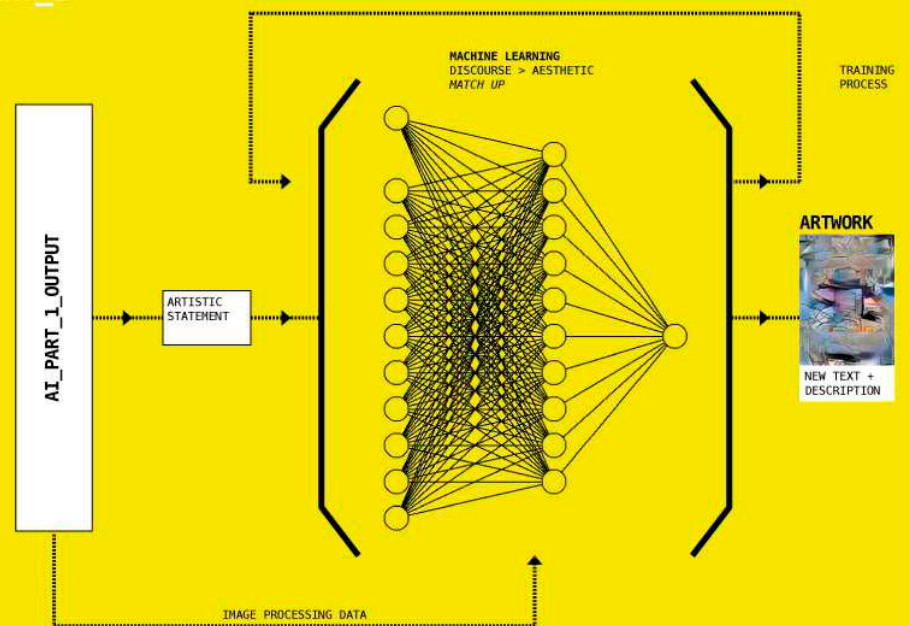 MACHINE LEARNING
DISCOURSE > AESTHETIC
MATCH UP
TRAINING
PROCESS
AI_PART_1_OUTPUT
ARTISTIC
STATEMENT
ARTWORK
NEW TEXT +
DESCRIPTION
IMAGE PROCESSING DATA